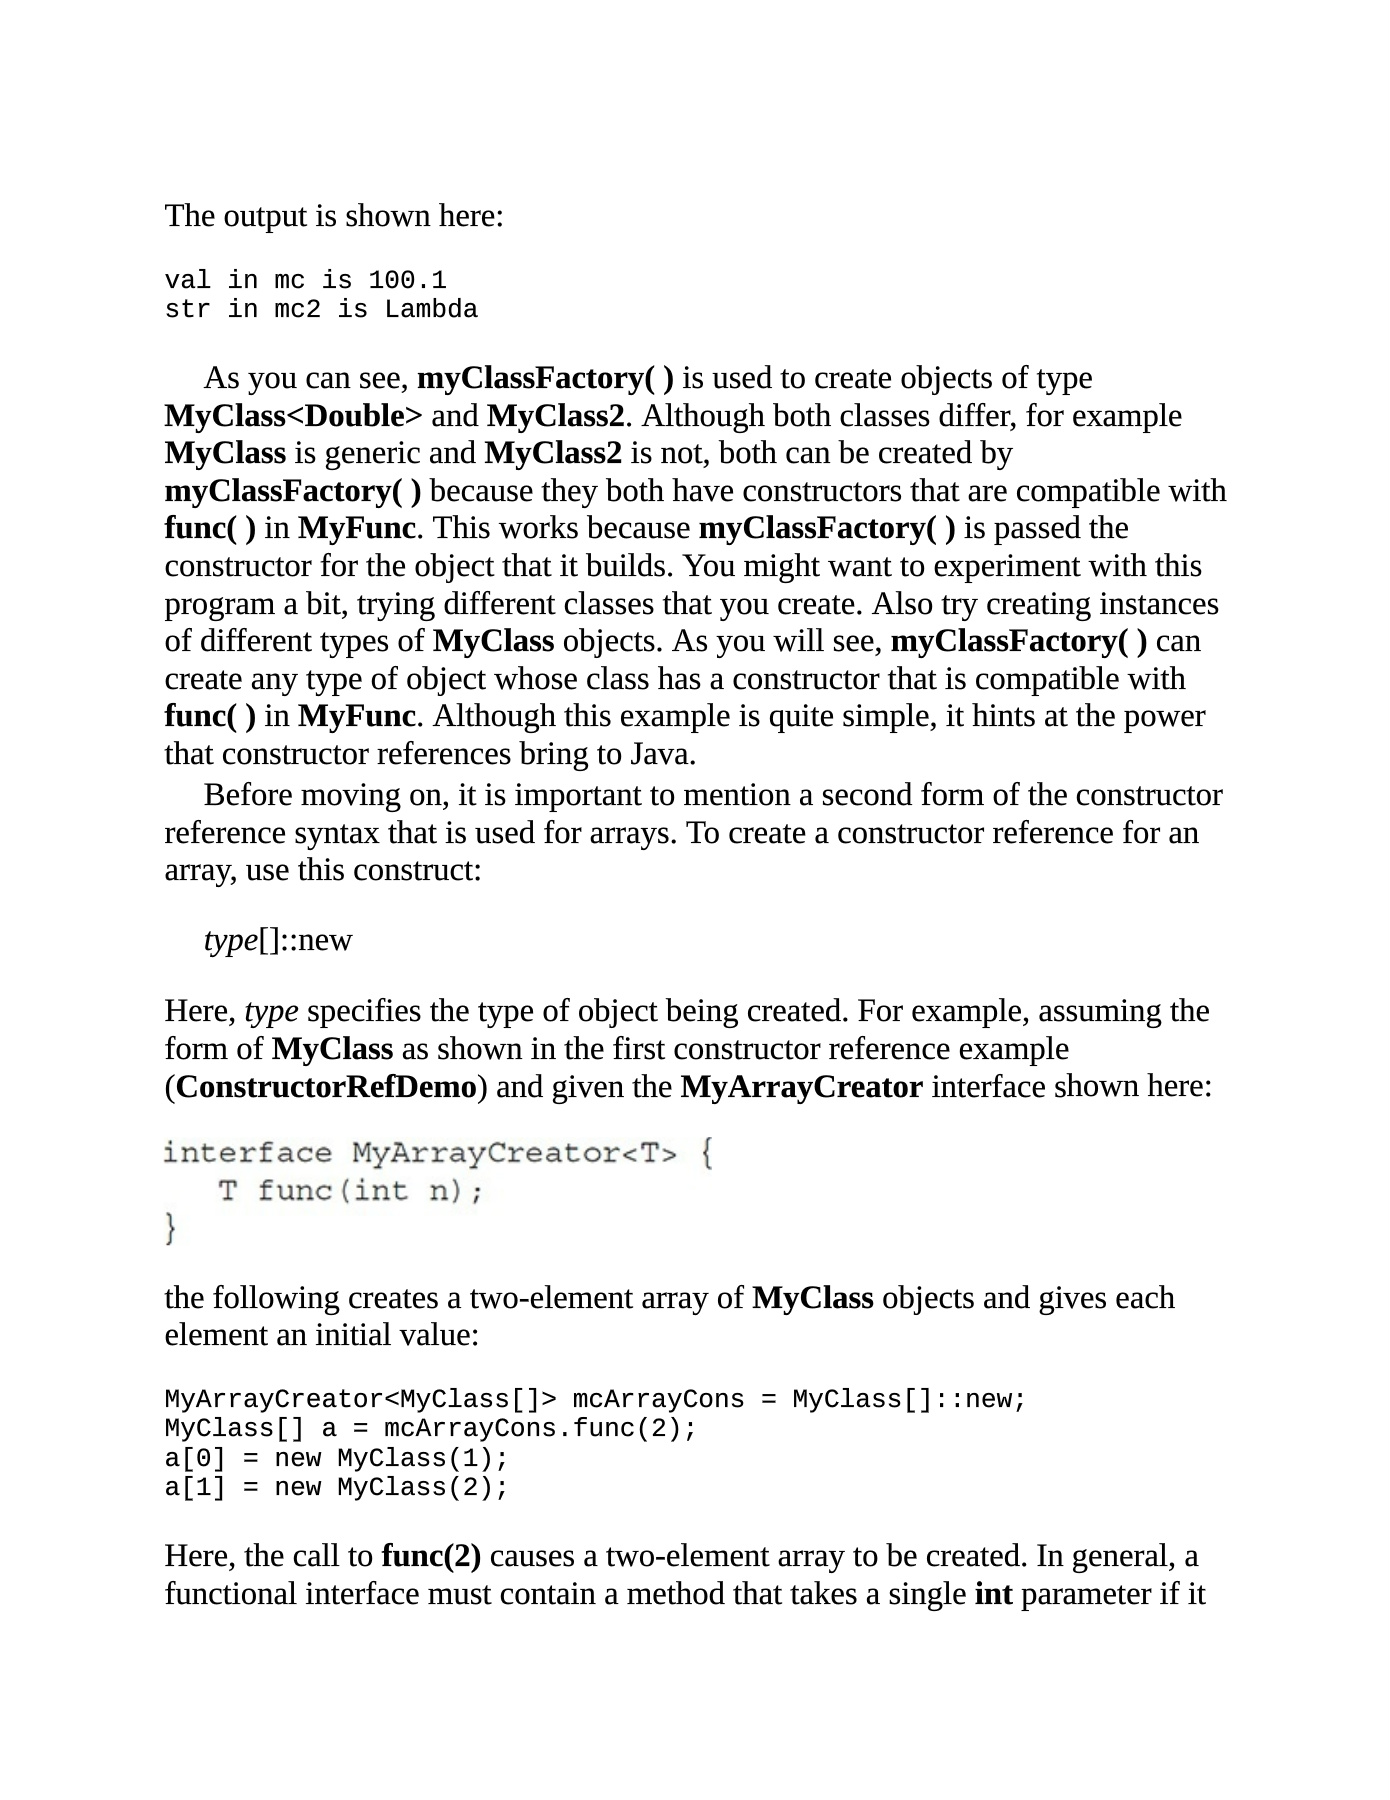 The output is shown here:
val in mc is 100.1
str in mc2 is Lambda
As you can see, myClassFactory( ) is used to create objects of type
MyClass<Double> and MyClass2. Although both classes differ, for example
MyClass is generic and MyClass2 is not, both can be created by
myClassFactory( ) because they both have constructors that are compatible with
func( ) in MyFunc. This works because myClassFactory( ) is passed the
constructor for the object that it builds. You might want to experiment with this
program a bit, trying different classes that you create. Also try creating instances
of different types of MyClass objects. As you will see, myClassFactory( ) can
create any type of object whose class has a constructor that is compatible with
func( ) in MyFunc. Although this example is quite simple, it hints at the power
that constructor references bring to Java.
Before moving on, it is important to mention a second form of the constructor
reference syntax that is used for arrays. To create a constructor reference for an
array, use this construct:
type[]::new
Here, type specifies the type of object being created. For example, assuming the
form of MyClass as shown in the first constructor reference example
(ConstructorRefDemo) and given the MyArrayCreator interface shown here:
interface MyArrayCreator<T> {
   T func(int n);
}
the following creates a two-element array of MyClass objects and gives each
element an initial value:
MyArrayCreator<MyClass[]> mcArrayCons = MyClass[]::new;
MyClass[] a = mcArrayCons.func(2);
a[0] = new MyClass(1);
a[1] = new MyClass(2);
Here, the call to func(2) causes a two-element array to be created. In general, a
functional interface must contain a method that takes a single int parameter if it